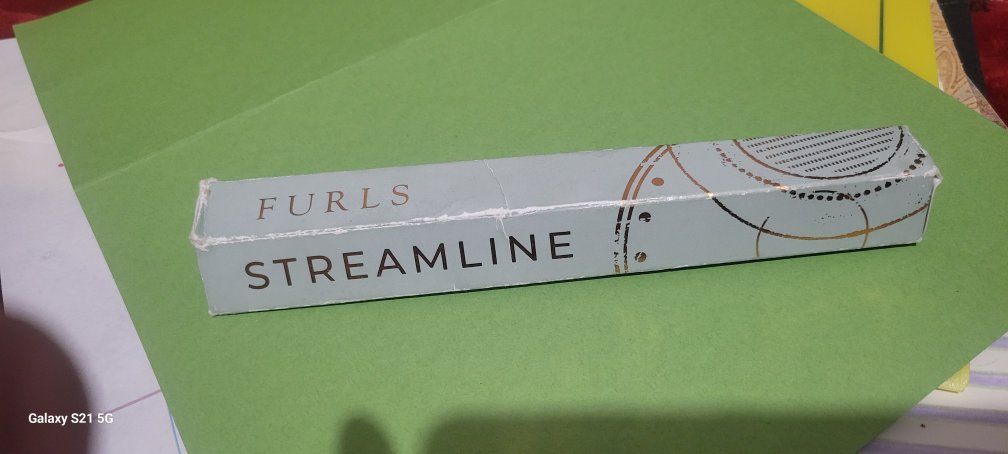 FURLS
STREAMLINE
Galaxy S21 5G